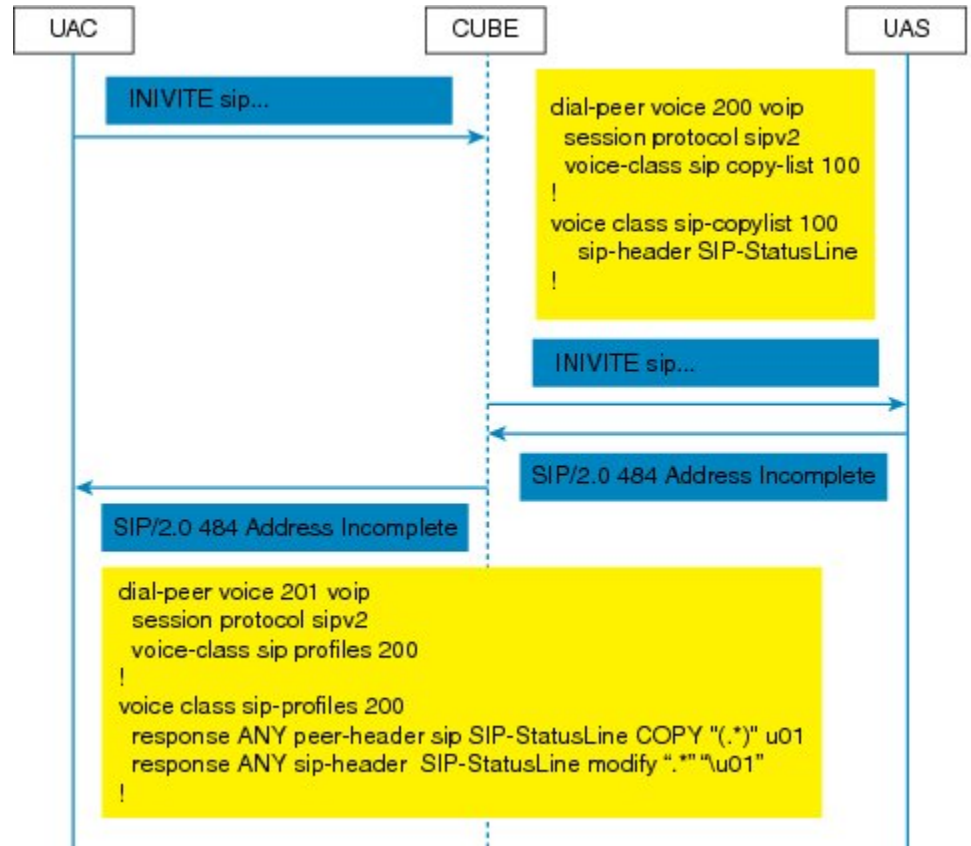 UAC
CUBE
UAS
INIVITE sip...
dial-peer voice 200 voip
session protocol sipv2
voice-class sip copy-list 100
!
voice class sip-copylist 100
sip-header SIP-StatusLine
!
INIVITE sip...
SIP/2.0 484 Address Incomplete
SIP/2.0 484 Address Incomplete
dial-peer voice 201 voip
session protocol sipv2
voice-class sip profiles 200
!
voice class sip-profiles 200
response ANY peer-header sip SIP-StatusLine COPY "(.*)" u01
response ANY sip-header SIP-StatusLine modify “.*” “\u01”
!